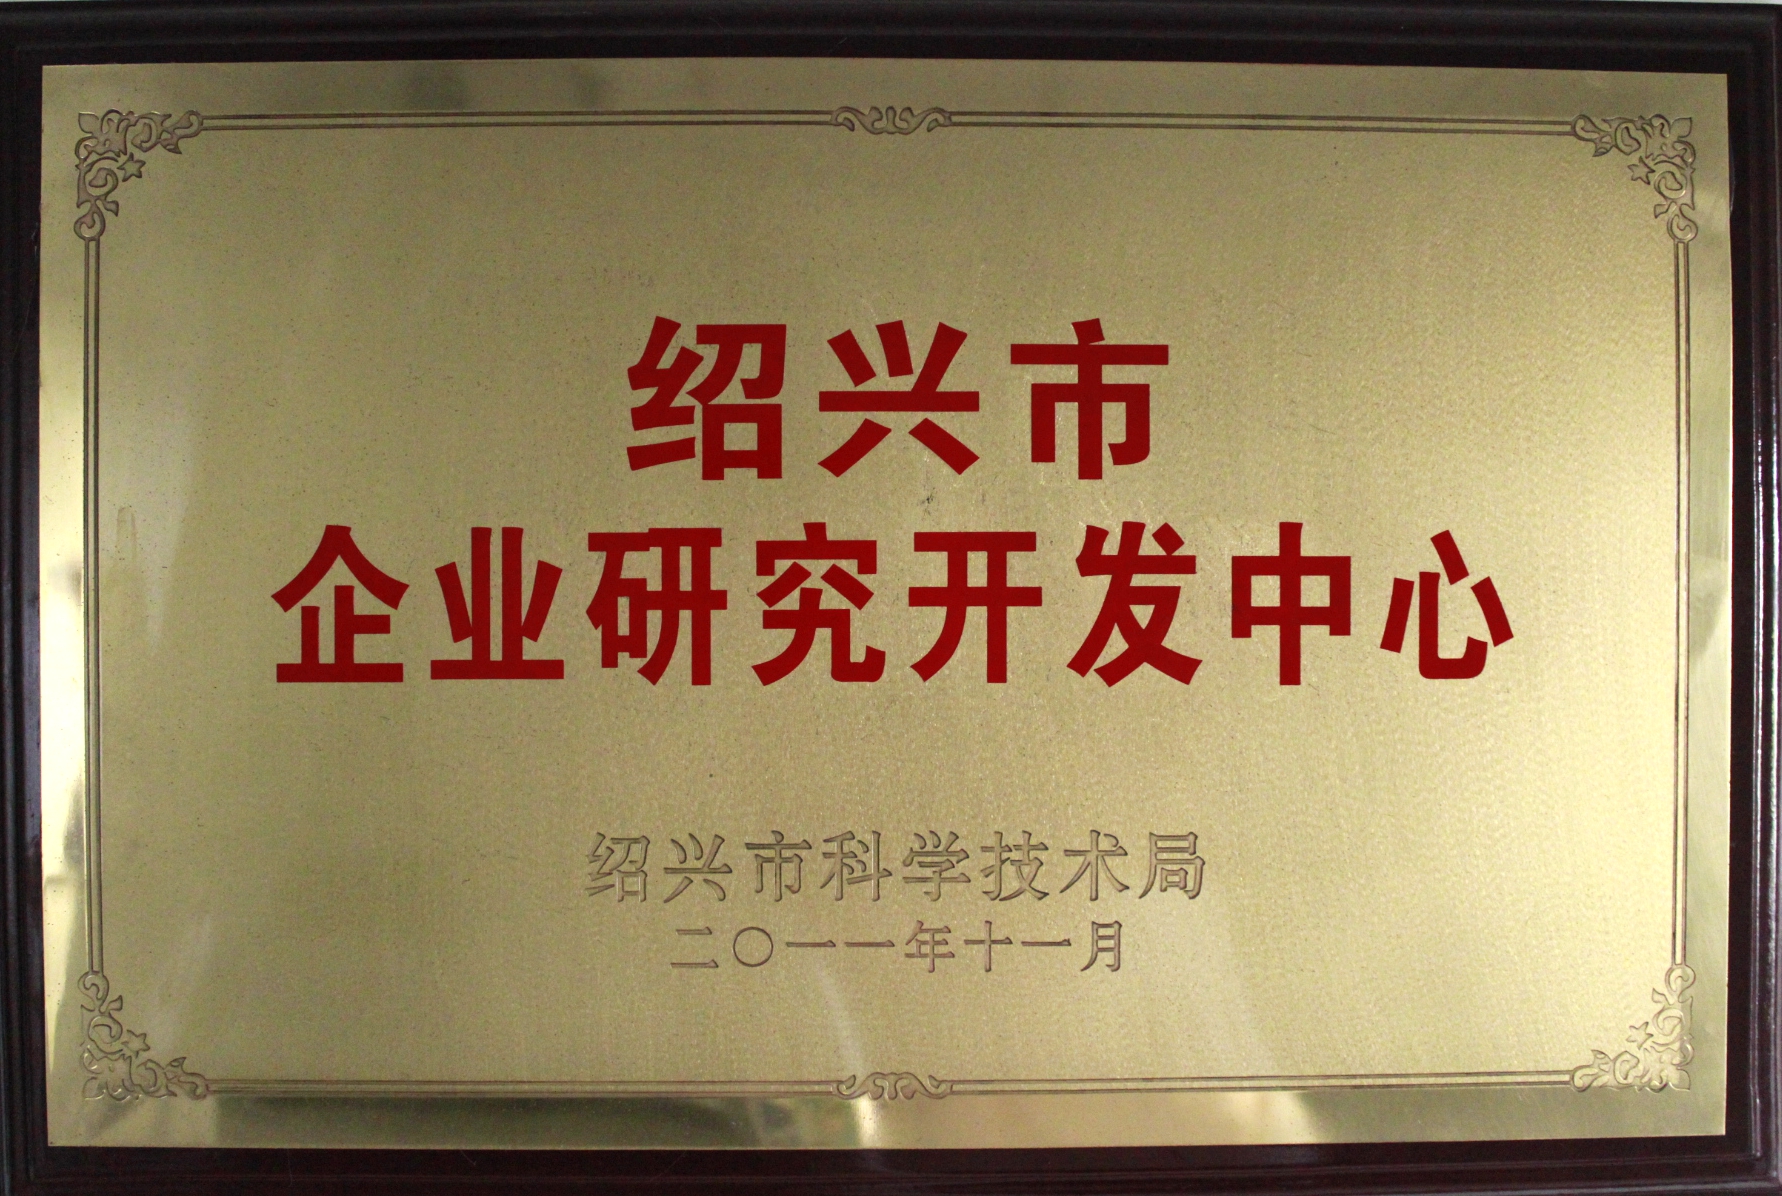 绍兴市
企业研究开发中心
绍兴市科学技术局
二〇一一年十一月